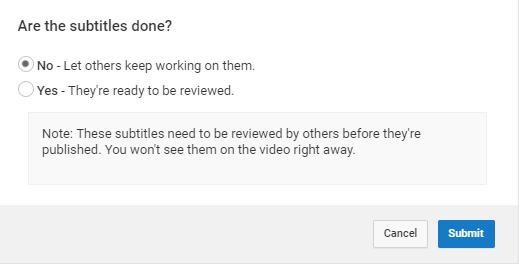 Are the subtitles done?
No - Let others keep working on them.
Yes - They're ready to be reviewed.
Note: These subtitles need to be reviewed by others before they're
published. You won't see them on the video right away.
Cancel
Submit